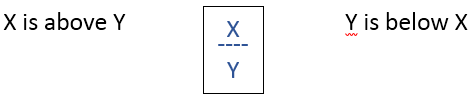 X is above Y
X
----
Y
Y is below X